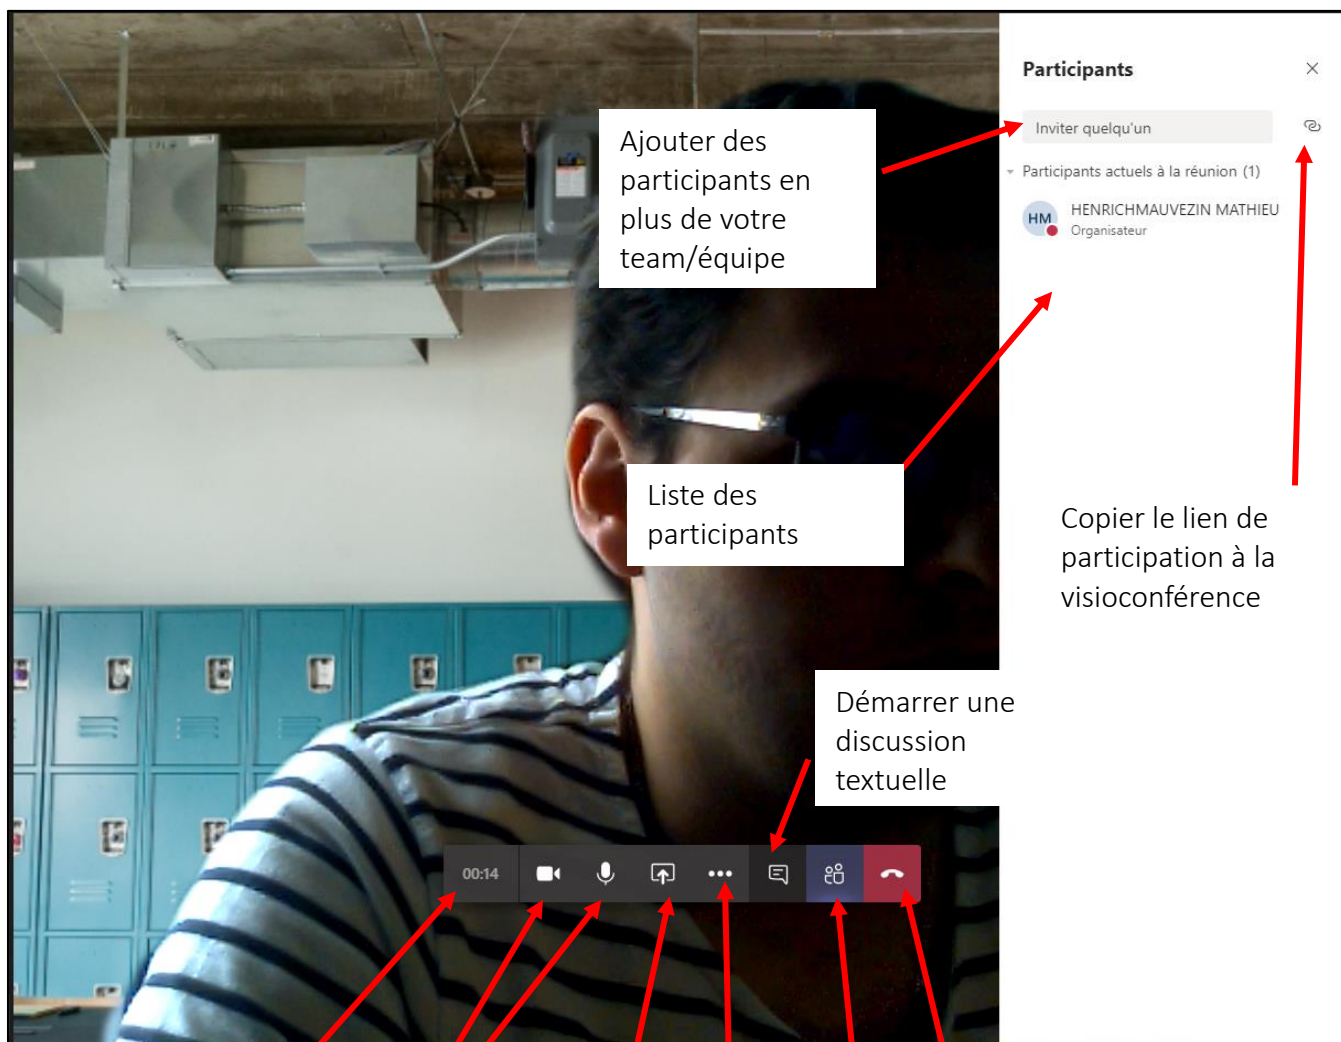 Participants
Ajouter des
participants en
plus de votre
team/équipe
Inviter quelqu'un
Participants actuels à la réunion (1)
HM
HENRICHMAUVEZIN MATHIEU
Organisateur
Liste des
participants
Copier le lien de
participation à la
visioconférence
Démarrer une
discussion
textuelle
00:14